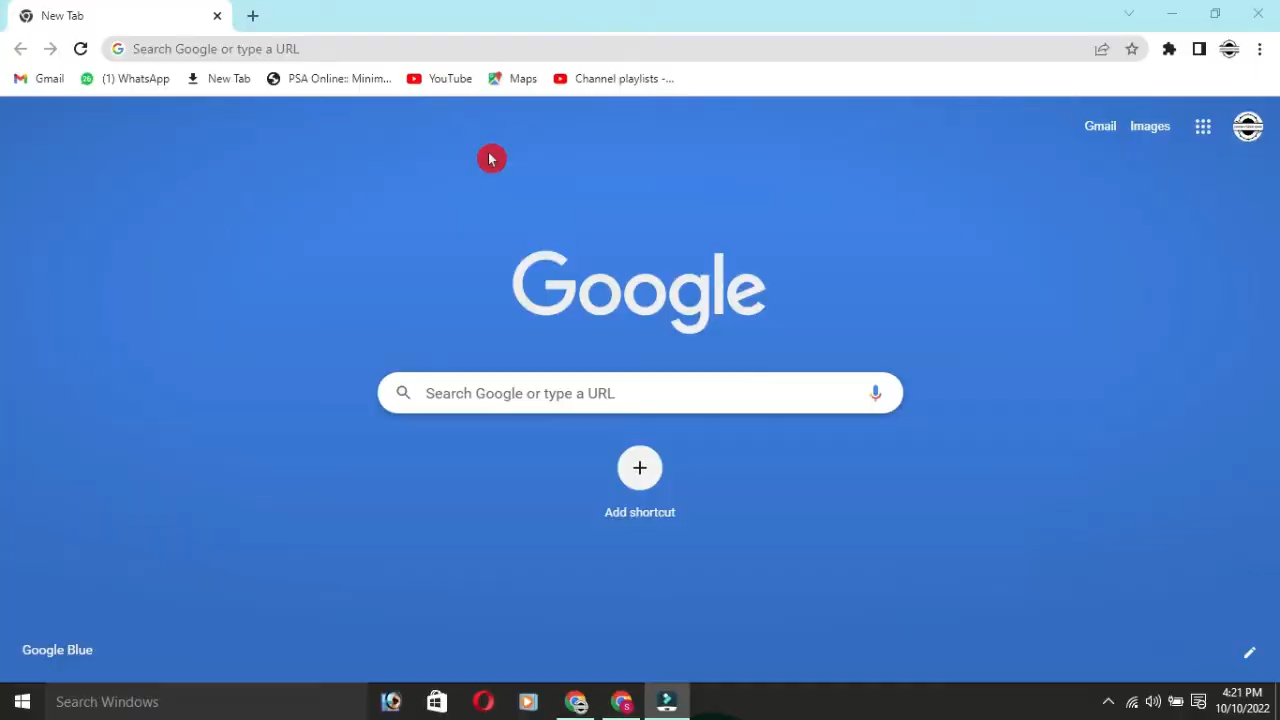 New Tab
Search Google or type a URL
Gmail
(1) WhatsApp
New Tab
PSA Online:: Minim...
YouTube
Maps
Channel playlists -...
Gmail
Images
Google
Search Google or type a URL
Add shortcut
Google Blue
Search Windows
4:21 PM
10/10/2022